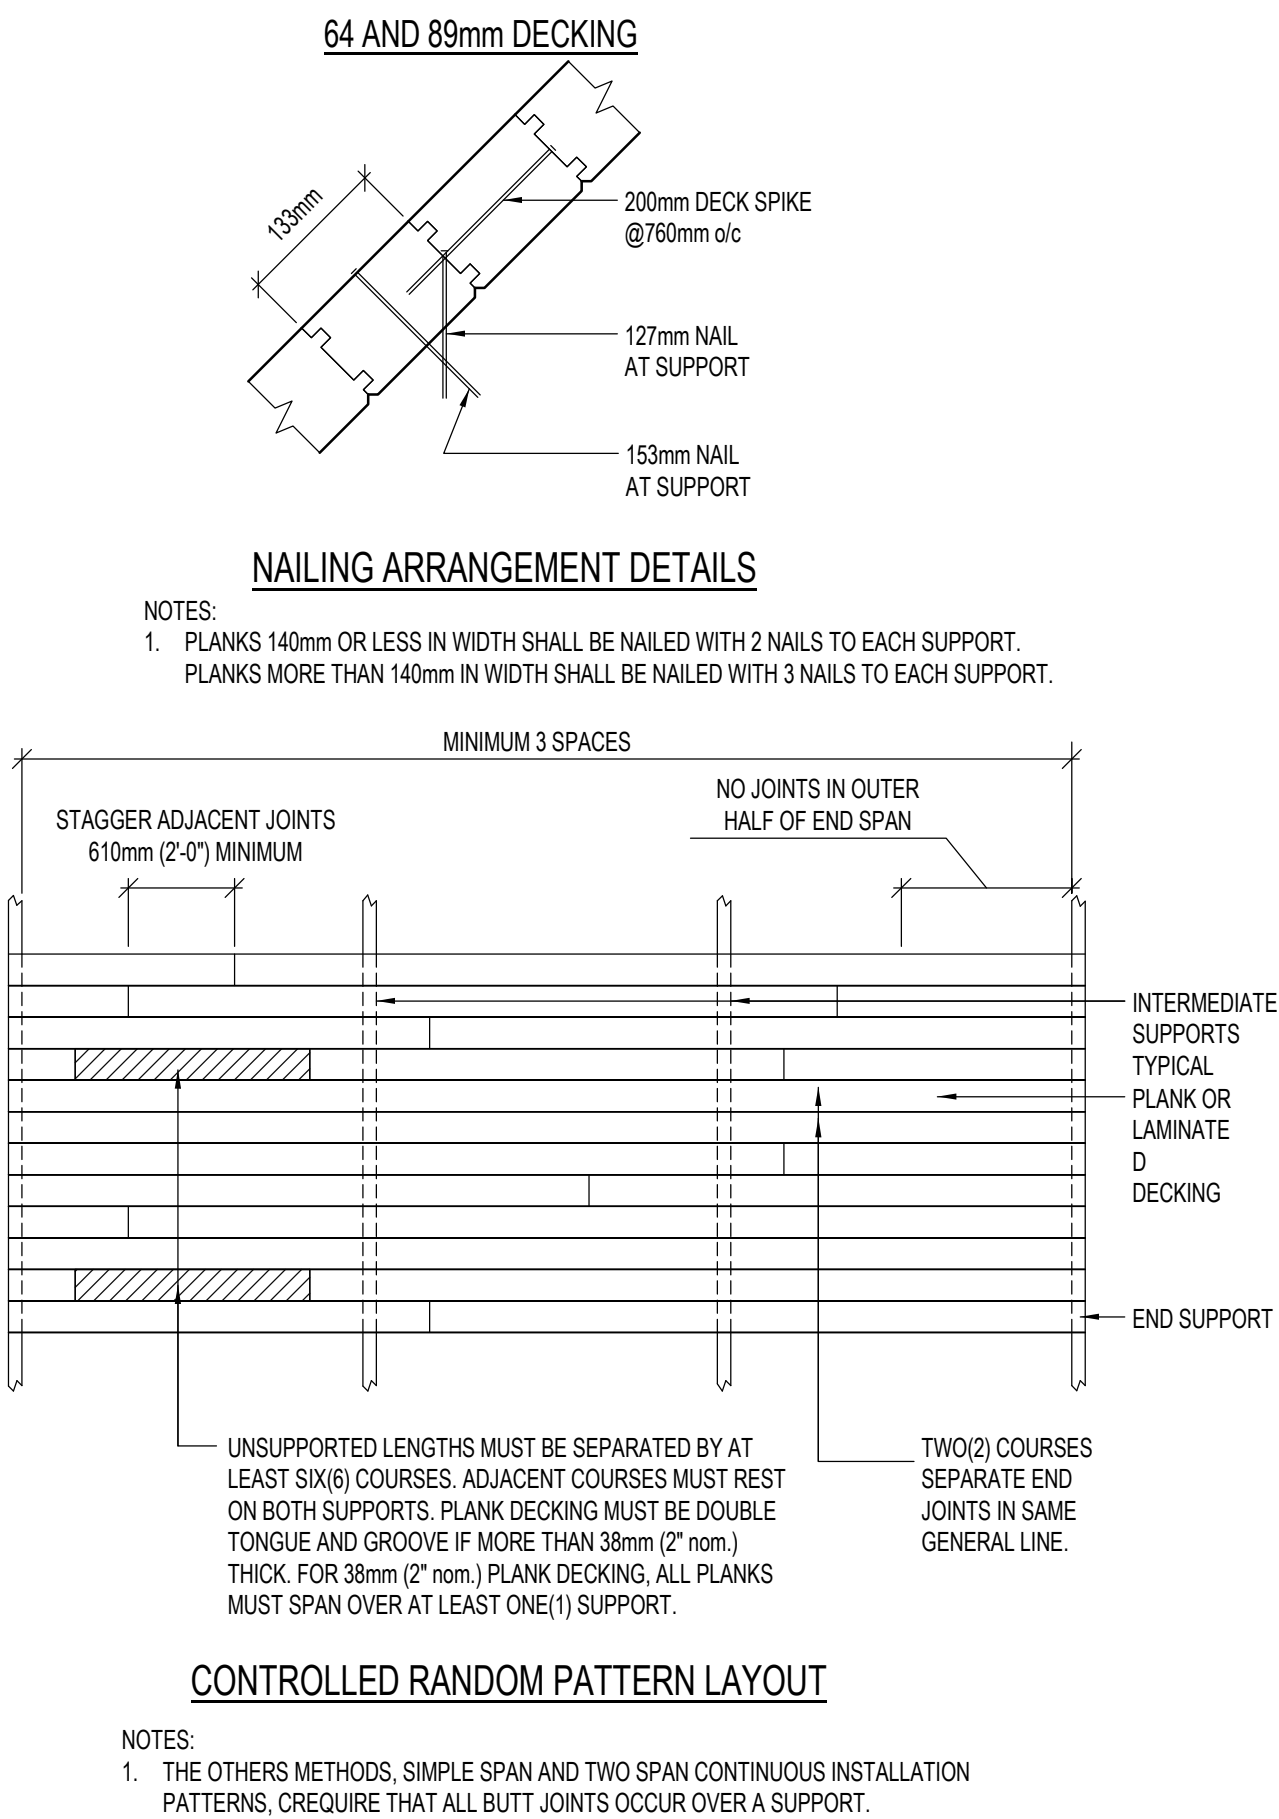 64 AND 89mm DECKING
133mm
200mm DECK SPIKE
@760mm o/c
127mm NAIL
AT SUPPORT
153mm NAIL
AT SUPPORT
NAILING ARRANGEMENT DETAILS
NOTES:
1. PLANKS 140mm OR LESS IN WIDTH SHALL BE NAILED WITH 2 NAILS TO EACH SUPPORT.
PLANKS MORE THAN 140mm IN WIDTH SHALL BE NAILED WITH 3 NAILS TO EACH SUPPORT.
MINIMUM 3 SPACES
STAGGER ADJACENT JOINTS
610mm (2'-0") MINIMUM
NO JOINTS IN OUTER
HALF OF END SPAN
INTERMEDIATE
SUPPORTS
TYPICAL
PLANK OR
LAMINATE
D
DECKING
END SUPPORT
UNSUPPORTED LENGTHS MUST BE SEPARATED BY AT
LEAST SIX(6) COURSES. ADJACENT COURSES MUST REST
ON BOTH SUPPORTS. PLANK DECKING MUST BE DOUBLE
TONGUE AND GROOVE IF MORE THAN 38mm (2" nom.)
THICK. FOR 38mm (2" nom.) PLANK DECKING, ALL PLANKS
MUST SPAN OVER AT LEAST ONE(1) SUPPORT.
TWO(2) COURSES
SEPARATE END
JOINTS IN SAME
GENERAL LINE.
CONTROLLED RANDOM PATTERN LAYOUT
NOTES:
1. THE OTHERS METHODS, SIMPLE SPAN AND TWO SPAN CONTINUOUS INSTALLATION
PATTERNS, CREQUIRE THAT ALL BUTT JOINTS OCCUR OVER A SUPPORT.